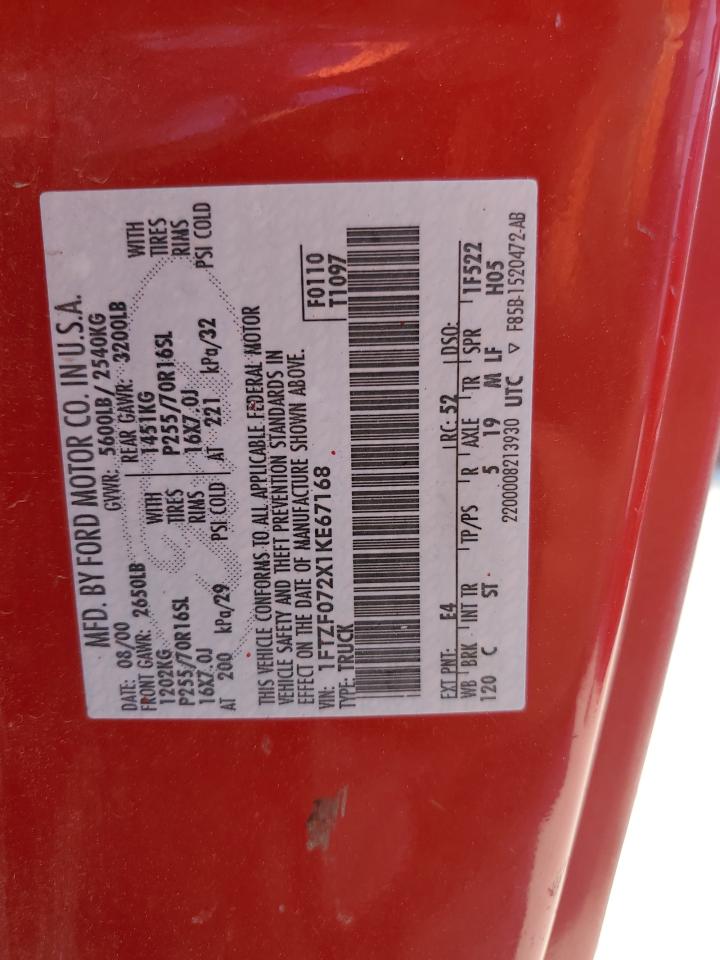 MFD. BY FORD MOTOR CO. IN U.S.A.
DATE: 08/00 GVWR: 5600LB / 2540KG
FRONT GAWR: 2650LB REAR GAWR: 3200LB
1202KG WITH 1451KG WITH
P255/70R16SL TIRES P255/70R16SL TIRES
16X7.0J RIMS 16X7.0J RIMS
AT 200 kPa/29 PSI COLD AT 221 kPa/32 PSI COLD
THIS VEHICLE CONFORMS TO ALL APPLICABLE FEDERAL MOTOR
VEHICLE SAFETY AND THEFT PREVENTION STANDARDS IN
EFFECT ON THE DATE OF MANUFACTURE SHOWN ABOVE.
VIN: 1FTZF072X1KE67168 F0110
TYPE: TRUCK T1097
EXT PNT: E4 RC: 52 DSO: 1F522
WB BRK INT TR TP/PS R AXLE TR SPR
120 C ST 5 19 M LF H05
2200008213930 UTC ▽ F85B-1520472-AB